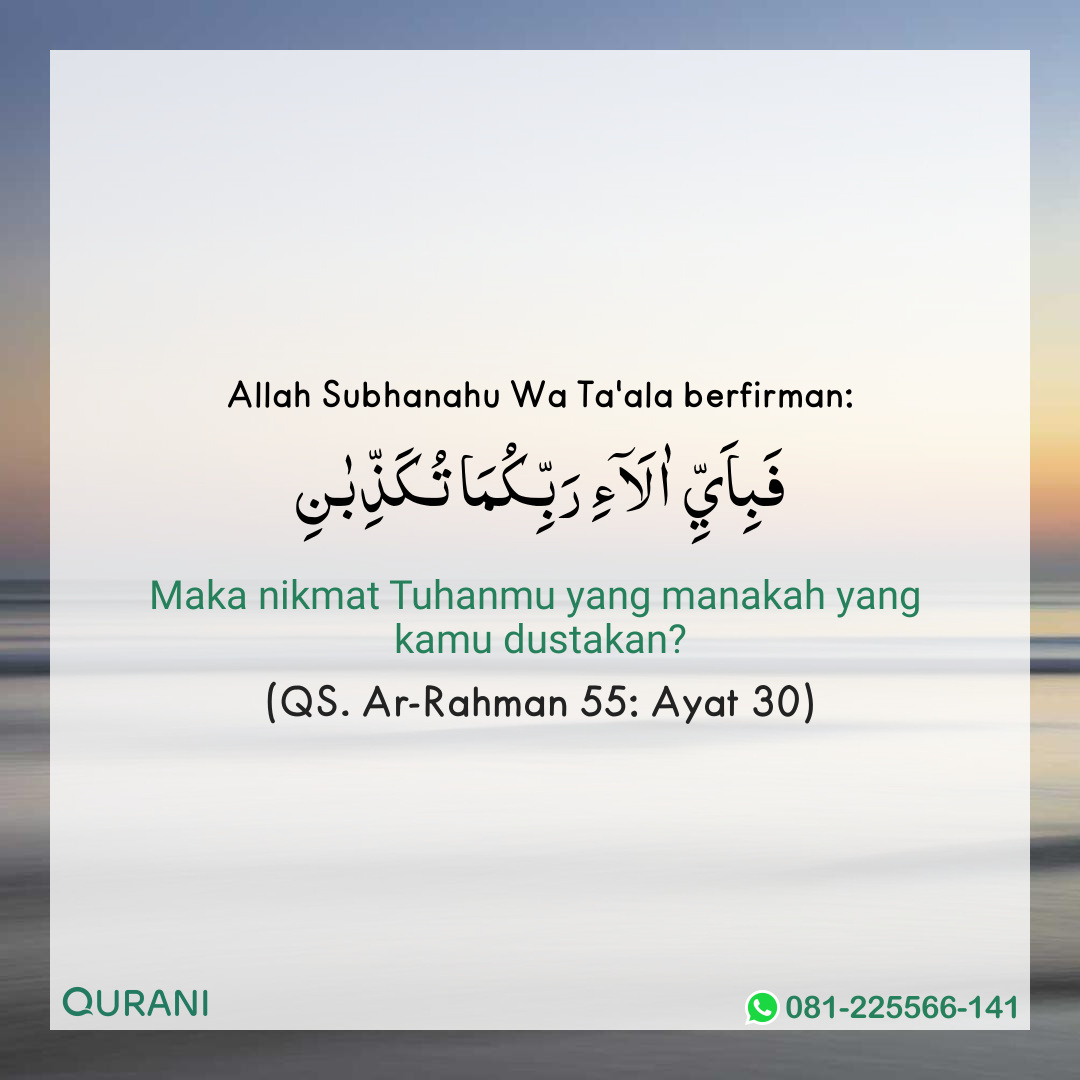 Allah Subhanahu Wa Ta'ala berfirman:
فَبِاَيِّ اٰلَآءِ رَبِّكُمَا تُكَذِّبٰنِ
Maka nikmat Tuhanmu yang manakah yang
kamu dustakan?
(QS. Ar-Rahman 55: Ayat 30)
QURANI
081-225566-141